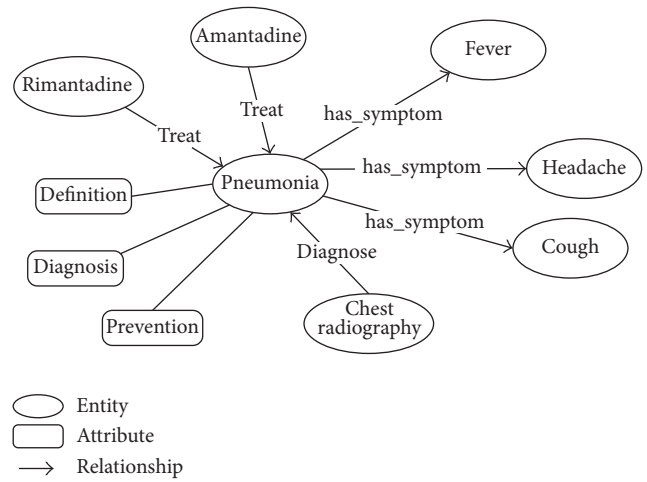 Amantadine
Fever
Rimantadine
Treat
has_symptom
Treat
has_symptom
Headache
Pneumonia
Definition
has_symptom
Cough
Diagnosis
Diagnose
Prevention
Chest
radiography
Entity
Attribute
Relationship